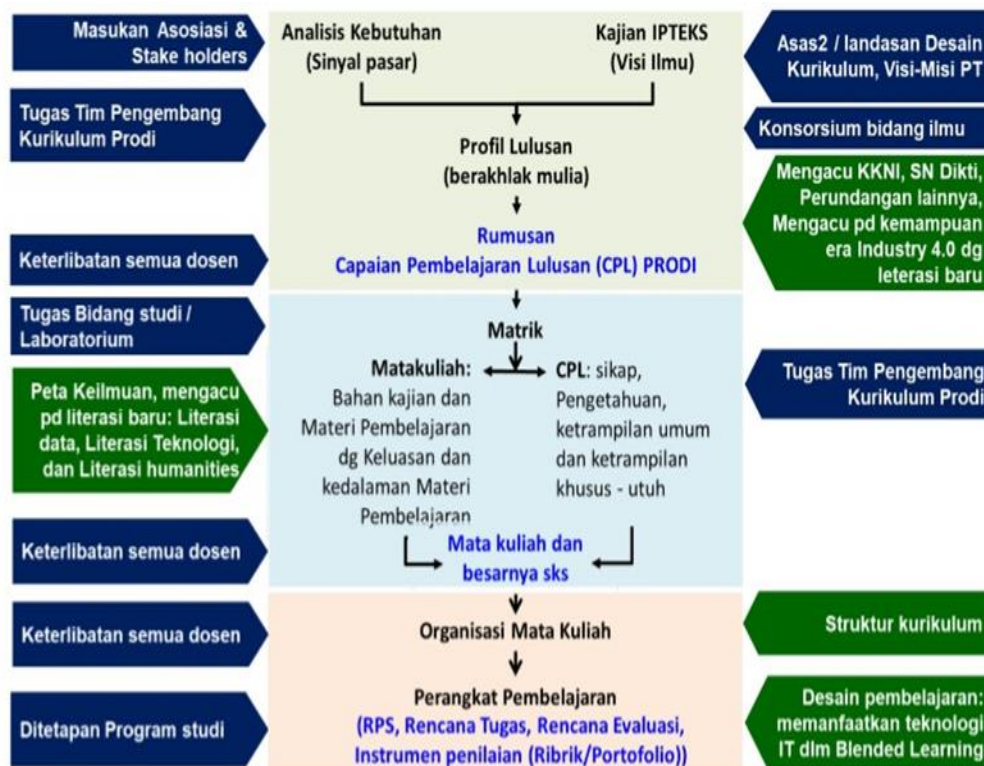 Masukan Asosiasi &
Stake holders
Analisis Kebutuhan
(Sinyal pasar)
Kajian IPTEKS
(Visi Ilmu)
Asas2 / landasan Desain
Kurikulum, Visi-Misi PT
Tugas Tim Pengembang
Kurikulum Prodi
Konsorsium bidang ilmu
Profil Lulusan
(berakhlak mulia)
Mengacu KKNI, SN Dikti,
Perundangan lainnya,
Mengacu pd kemampuan
era Industry 4.0 dg
leterasi baru
Keterlibatan semua dosen
Rumusan
Capaian Pembelajaran Lulusan (CPL) PRODI
Tugas Bidang studi /
Laboratorium
Matrik
Peta Keilmuan, mengacu
pd literasi baru: Literasi
data, Literasi Teknologi,
dan Literasi humanities
Matakuliah:
Bahan kajian dan
Materi Pembelajaran
dg Keluasan dan
kedalaman Materi
Pembelajaran
CPL: sikap,
Pengetahuan,
ketrampilan umum
dan ketrampilan
khusus - utuh
Tugas Tim Pengembang
Kurikulum Prodi
Keterlibatan semua dosen
Mata kuliah dan
besarnya sks
Keterlibatan semua dosen
Organisasi Mata Kuliah
Struktur kurikulum
Ditetapan Program studi
Perangkat Pembelajaran
(RPS, Rencana Tugas, Rencana Evaluasi,
Instrumen penilaian (Ribrik/Portofolio))
Desain pembelajaran:
memanfaatkan teknologi
IT dlm Blended Learning